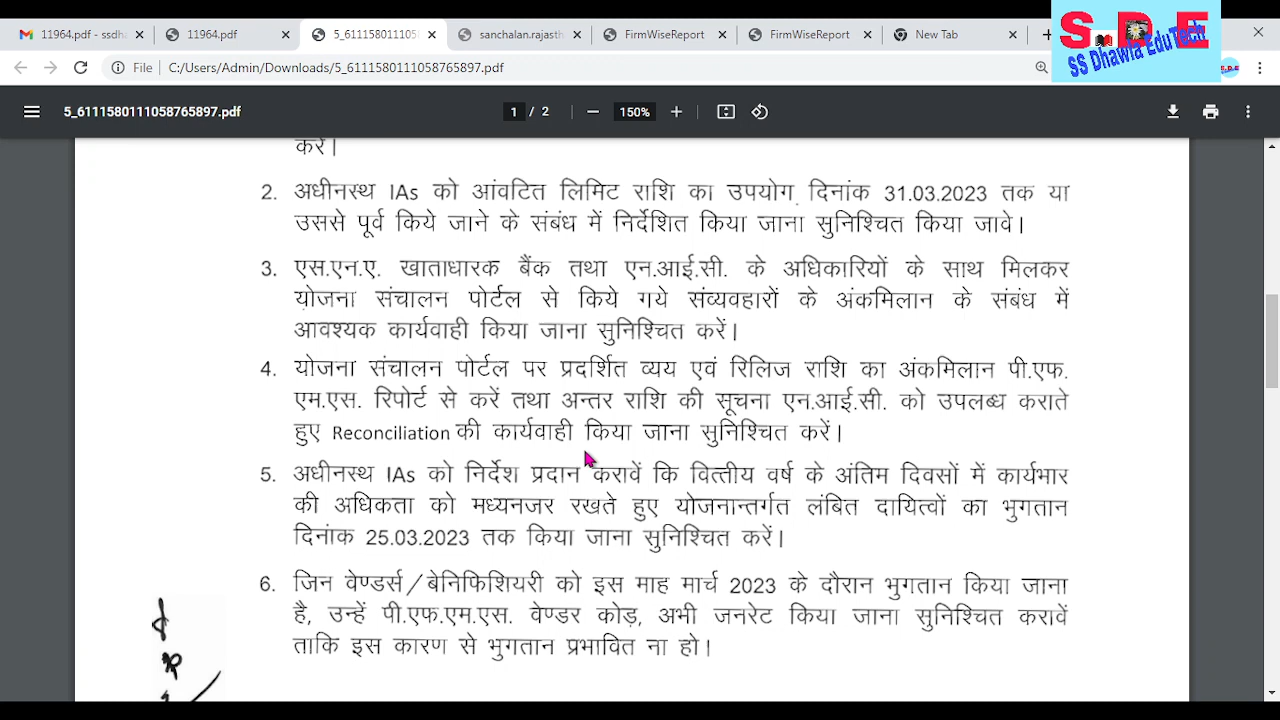 11964.pdf - ssdha
11964.pdf
5_611158011105
echalan.rajasth
FirmWiseReport
FirmWiseReport
New Tab
S.D.E
SS Dhawla EduTech
File
C:/Users/Admin/Downloads/5_6111580111058765897.pdf
5_6111580111058765897.pdf
1 / 2
150%
करें।
2. अधीनस्थ IAs को आंवटित लिमिट राशि का उपयोग दिनांक 31.03.2023 तक या
उससे पूर्व किये जाने के संबंध में निर्देशित किया जाना सुनिश्चित किया जावे।
3. एस.एन.ए. खाताधारक बैंक तथा एन.आई.सी. के अधिकारियों के साथ मिलकर
योजना संचालन पोर्टल से किये गये संव्यवहारों के अंकमिलान के संबंध में
आवश्यक कार्यवाही किया जाना सुनिश्चित करें।
4. योजना संचालन पोर्टल पर प्रदर्शित व्यय एवं रिलिज राशि का अंकमिलान पी.एफ.
एम.एस. रिपोर्ट से करें तथा अन्तर राशि की सूचना एन.आई.सी. को उपलब्ध कराते
हुए Reconciliation की कार्यवाही किया जाना सुनिश्चित करें।
5. अधीनस्थ IAs को निर्देश प्रदान करावें कि वित्तीय वर्ष के अंतिम दिवसों में कार्यभार
की अधिकता को मध्यनजर रखते हुए योजनान्तर्गत लंबित दायित्वों का भुगतान
दिनांक 25.03.2023 तक किया जाना सुनिश्चित करें।
6. जिन वेण्डर्स/बेनिफिशियरी को इस माह मार्च 2023 के दौरान भुगतान किया जाना
है, उन्हें पी.एफ.एम.एस. वेण्डर कोड़, अभी जनरेट किया जाना सुनिश्चित करावें
ताकि इस कारण से भुगतान प्रभावित ना हो।